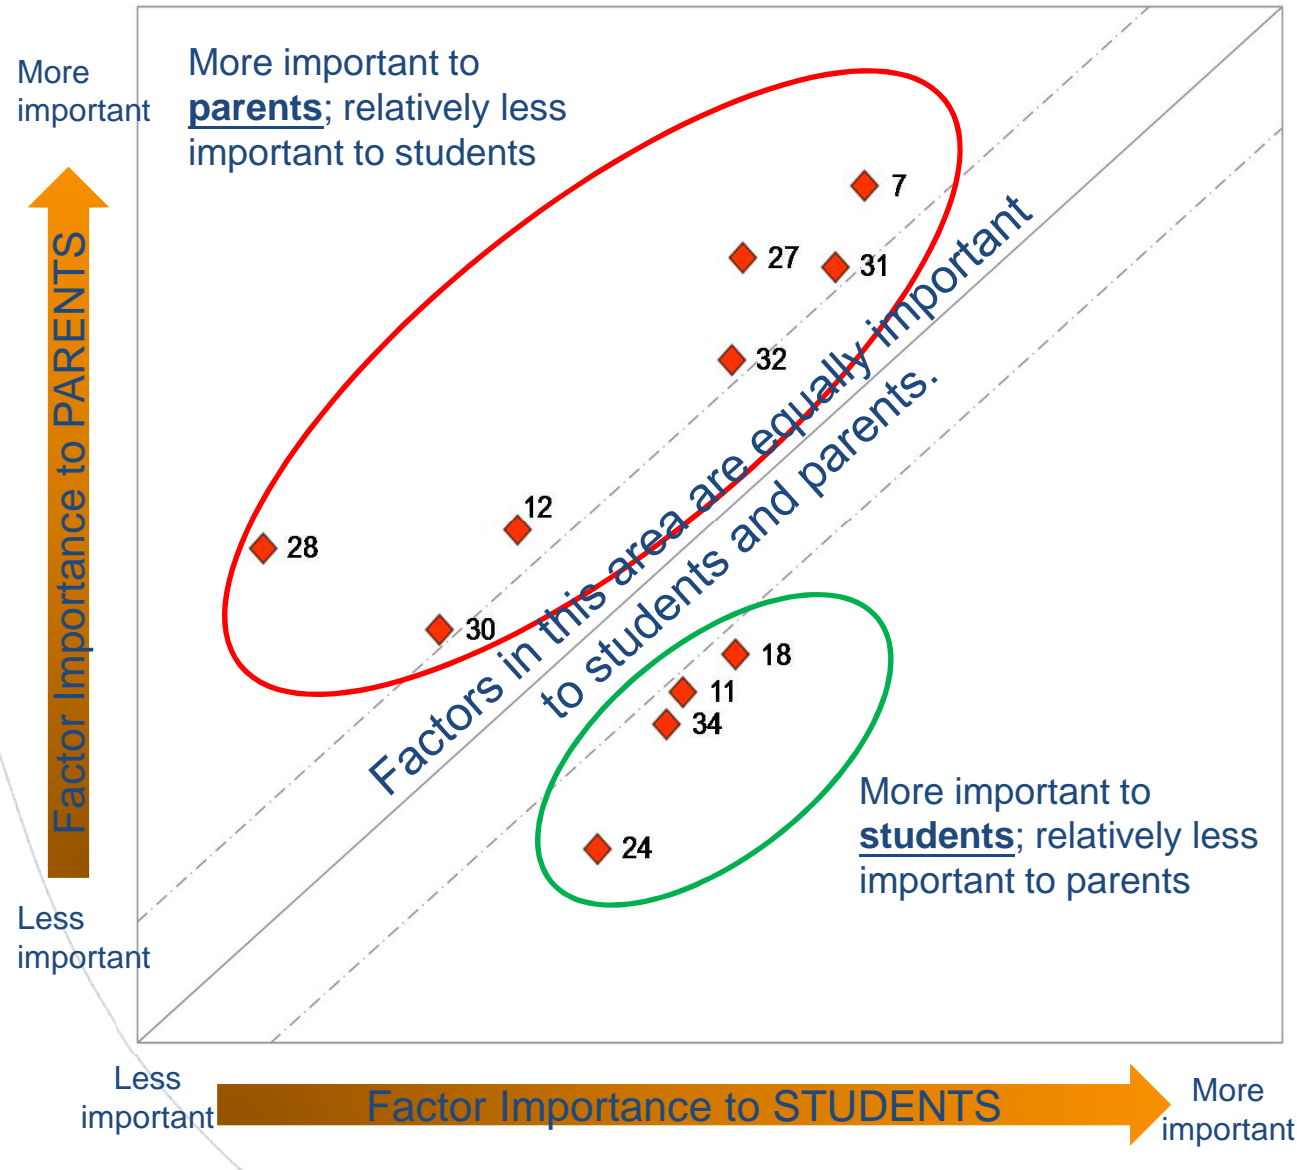 More
important
More important to
parents; relatively less
important to students
Factor Importance to PARENTS
7
27
31
32
12
28
30
Factors in this area are equally important
to students and parents.
18
11
34
24
More important to
students; relatively less
important to parents
Less
important
Less
important
Factor Importance to STUDENTS
More
important